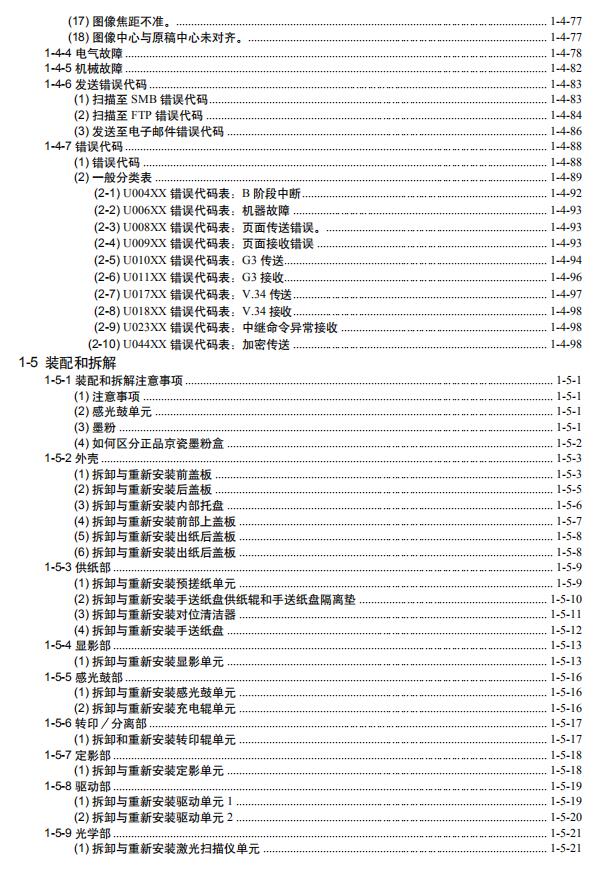 (17) 图像焦距不准。 1-4-77
(18) 图像中心与原稿中心未对齐。 1-4-77
1-4-4 电气故障 1-4-78
1-4-5 机械故障 1-4-82
1-4-6 发送错误代码 1-4-83
(1) 扫描至 SMB 错误代码 1-4-83
(2) 扫描至 FTP 错误代码 1-4-84
(3) 发送至电子邮件错误代码 1-4-86
1-4-7 错误代码 1-4-88
(1) 错误代码 1-4-88
(2) 一般分类表 1-4-89
(2-1) U004XX 错误代码表：B 阶段中断 1-4-92
(2-2) U006XX 错误代码表：机器故障 1-4-93
(2-3) U008XX 错误代码表：页面传送错误。 1-4-93
(2-4) U009XX 错误代码表：页面接收错误 1-4-93
(2-5) U010XX 错误代码表：G3 传送 1-4-94
(2-6) U011XX 错误代码表：G3 接收 1-4-96
(2-7) U017XX 错误代码表：V.34 传送 1-4-97
(2-8) U018XX 错误代码表：V.34 接收 1-4-98
(2-9) U023XX 错误代码表：中继命令异常接收 1-4-98
(2-10) U044XX 错误代码表：加密传送 1-4-98
1-5 装配和拆解
1-5-1 装配和拆解注意事项 1-5-1
(1) 注意事项 1-5-1
(2) 感光鼓单元 1-5-1
(3) 墨粉 1-5-1
(4) 如何区分正品京瓷墨粉盒 1-5-2
1-5-2 外壳 1-5-3
(1) 拆卸与重新安装前盖板 1-5-3
(2) 拆卸与重新安装后盖板 1-5-5
(3) 拆卸与重新安装内部托盘 1-5-6
(4) 拆卸与重新安装前部上盖板 1-5-7
(5) 拆卸与重新安装出纸后盖板 1-5-8
(6) 拆卸与重新安装出纸后盖板 1-5-8
1-5-3 供纸部 1-5-9
(1) 拆卸与重新安装预搓纸单元 1-5-9
(2) 拆卸与重新安装手送纸盘供纸辊和手送纸盘隔离垫 1-5-10
(3) 拆卸与重新安装对位清洁器 1-5-11
(4) 拆卸与重新安装手送纸盘 1-5-12
1-5-4 显影部 1-5-13
(1) 拆卸与重新安装显影单元 1-5-13
1-5-5 感光鼓部 1-5-16
(1) 拆卸与重新安装感光鼓单元 1-5-16
(2) 拆卸与重新安装充电辊单元 1-5-16
1-5-6 转印／分离部 1-5-17
(1) 拆卸和重新安装转印辊单元 1-5-17
1-5-7 定影部 1-5-18
(1) 拆卸与重新安装定影单元 1-5-18
1-5-8 驱动部 1-5-19
(1) 拆卸与重新安装驱动单元 1 1-5-19
(2) 拆卸与重新安装驱动单元 2 1-5-20
1-5-9 光学部 1-5-21
(1) 拆卸与重新安装激光扫描仪单元 1-5-21